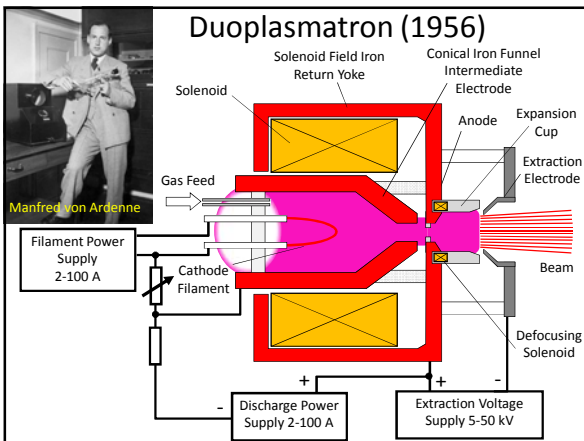 Duoplasmatron (1956)
Solenoid Field Iron
Return Yoke
Conical Iron Funnel
Intermediate
Electrode
Solenoid
Anode
Expansion
Cup
Extraction
Electrode
Gas Feed
Manfred von Ardenne
Filament Power
Supply
2-100 A
Cathode
Filament
Beam
Defocusing
Solenoid
+
+
-
-
Discharge Power
Supply 2-100 A
Extraction Voltage
Supply 5-50 kV